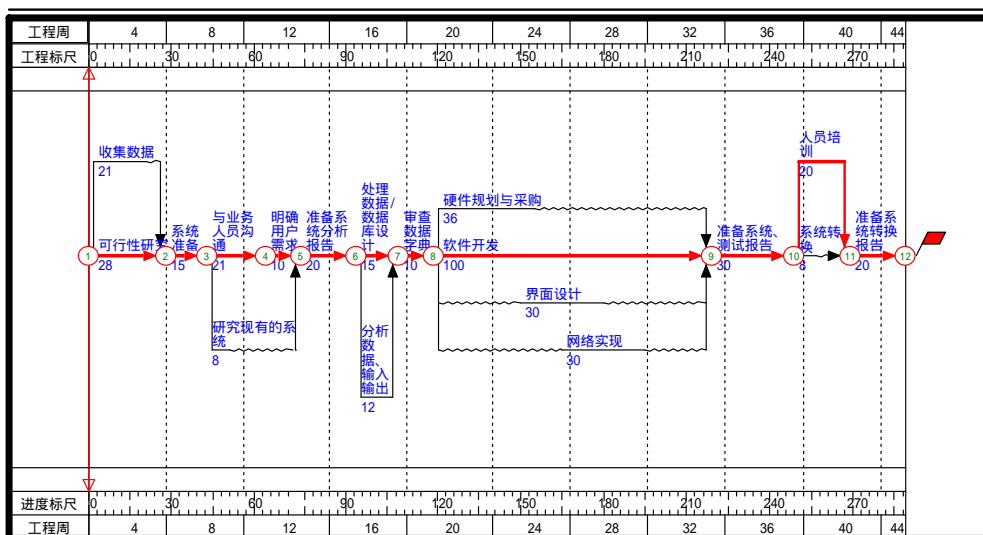 工程周 4 8 12 16 20 24 28 32 36 40 44
工程标尺 0 30 60 90 120 150 180 210 240 270
人员培
训
20
收集数据
21
处理
数据/
数据
库设
计
15
硬件规划与采购
36
可行性研究
28
系统
准备
15
与业务
人员沟
通
21
明确
用户
需求
10
准备系
统分析
报告
20
审查
数据
字典
10
软件开发
100
准备系统、
测试报告
30
系统转
换
8
准备系
统转换
报告
20
1 2 3 4 5 6 7 8 9 10 11 12
界面设计
30
研究现有的系
统
8
分析
数
据、
输入
输出
12
网络实现
30
进度标尺 0 30 60 90 120 150 180 210 240 270
工程周 4 8 12 16 20 24 28 32 36 40 44